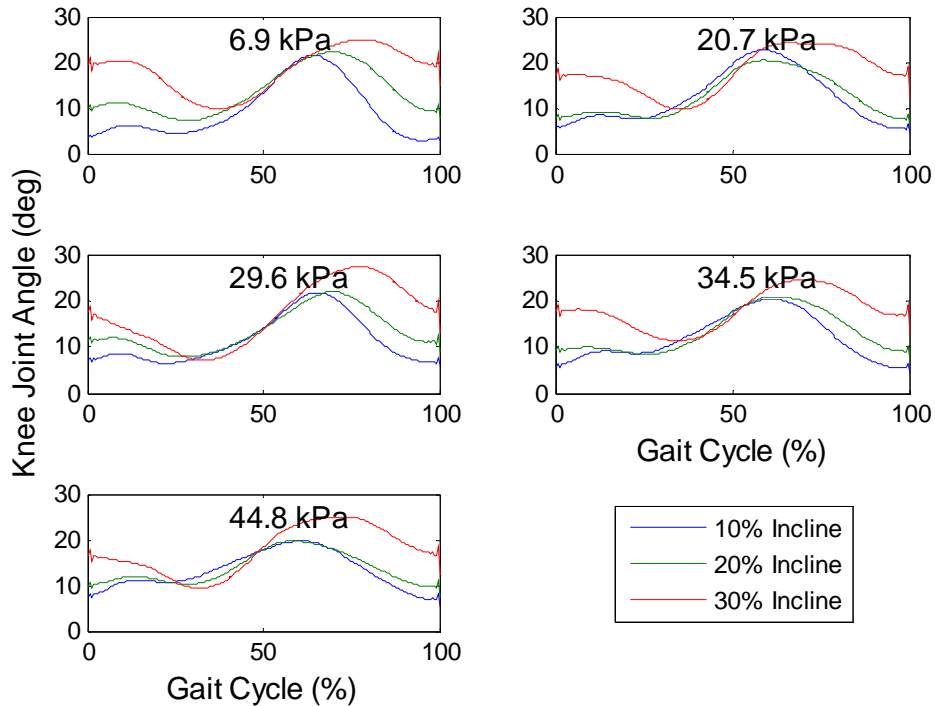 Knee Joint Angle (deg)
6.9 kPa
30
20
10
0
0 50 100
20.7 kPa
30
20
10
0
0 50 100
29.6 kPa
30
20
10
0
0 50 100
34.5 kPa
30
20
10
0
0 50 100
Gait Cycle (%)
44.8 kPa
30
20
10
0
0 50 100
Gait Cycle (%)
10% Incline
20% Incline
30% Incline